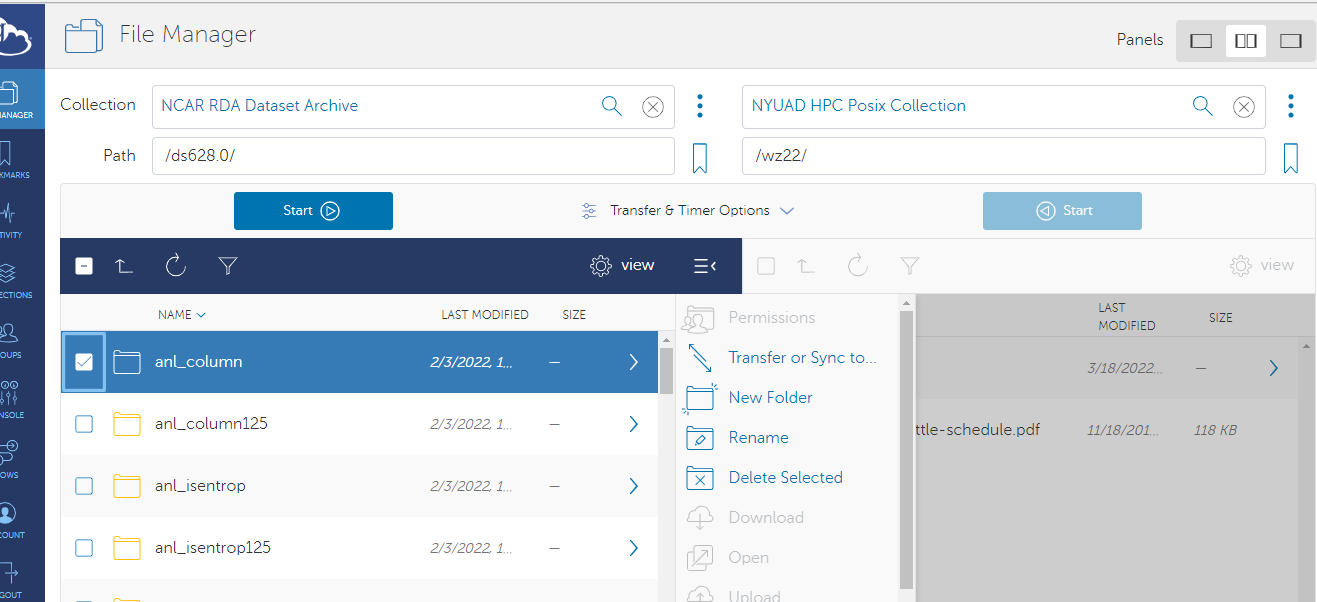 File Manager
Panels
MANAGER
Collection
NCAR RDA Dataset Archive
NYUAD HPC Posix Collection
Path
/ds628.0/
/wz22/
KMARKS
Start
Transfer & Timer Options
Start
TIVITY
view
view
ECTIONS
NAME
LAST MODIFIED
SIZE
Permissions
LAST
MODIFIED
SIZE
OUPS
anl_column
2/3/2022, 1...
—
Transfer or Sync to...
3/18/2022...
—
NSOLE
New Folder
anl_column125
2/3/2022, 1...
—
Rename
ttle-schedule.pdf
11/18/201...
118 KB
OWS
anl_isentrop
2/3/2022, 1...
—
Delete Selected
COUNT
Download
anl_isentrop125
2/3/2022, 1...
—
Open
GOUT
Upload